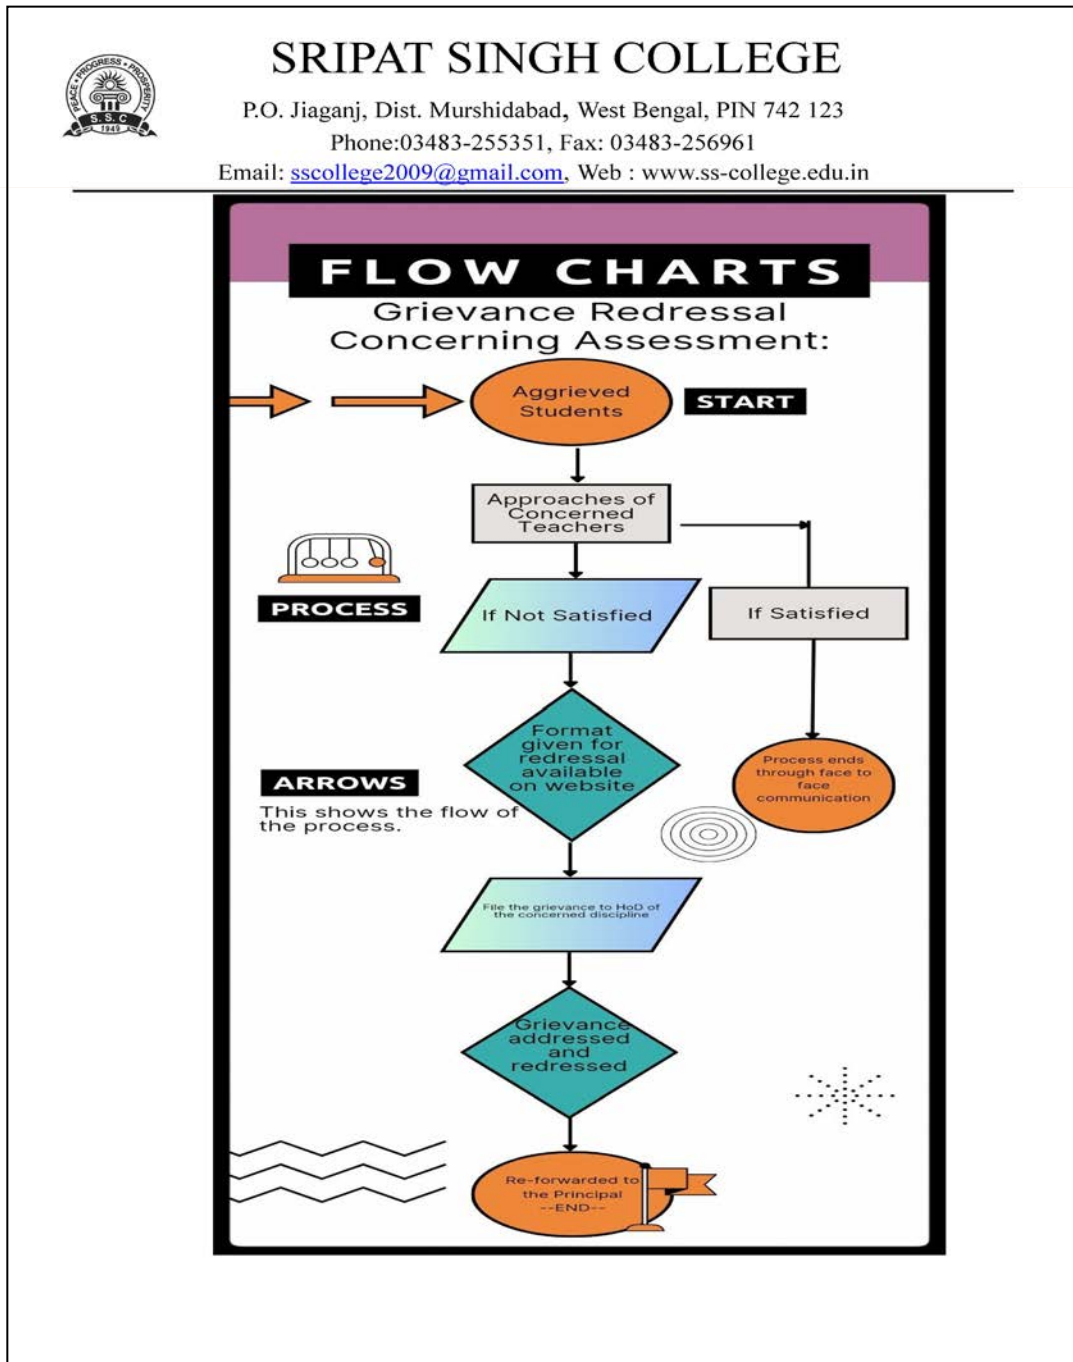 PEACE • PROGRESS • PROSPERITY
S. S. C
1949
SRIPAT SINGH COLLEGE
P.O. Jiaganj, Dist. Murshidabad, West Bengal, PIN 742 123
Phone:03483-255351, Fax: 03483-256961
Email: sscollege2009@gmail.com, Web : www.ss-college.edu.in
FLOW CHARTS
Grievance Redressal
Concerning Assessment:
Aggrieved
Students
START
Approaches of
Concerned
Teachers
PROCESS
If Not Satisfied
If Satisfied
Format
given for
redressal
available
on website
Process ends
through face to
face
communication
ARROWS
This shows the flow of
the process.
File the grievance to HoD of
the concerned discipline
Grievance
addressed
and
redressed
Re-forwarded to
the Principal
--END--